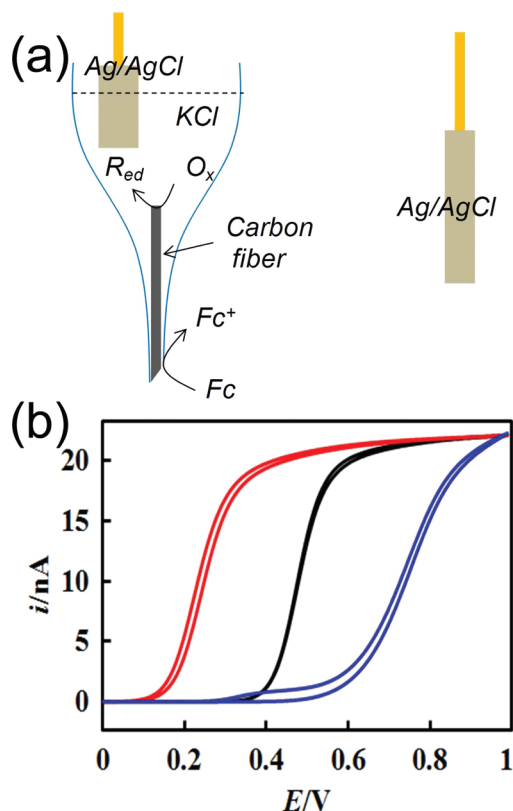 (a)
Ag/AgCl
KCl
Red
Ox
Carbon
fiber
Fc⁺
Fc
Ag/AgCl
(b)
i/nA
20
15
10
5
0
0 0.2 0.4 0.6 0.8 1
E/V